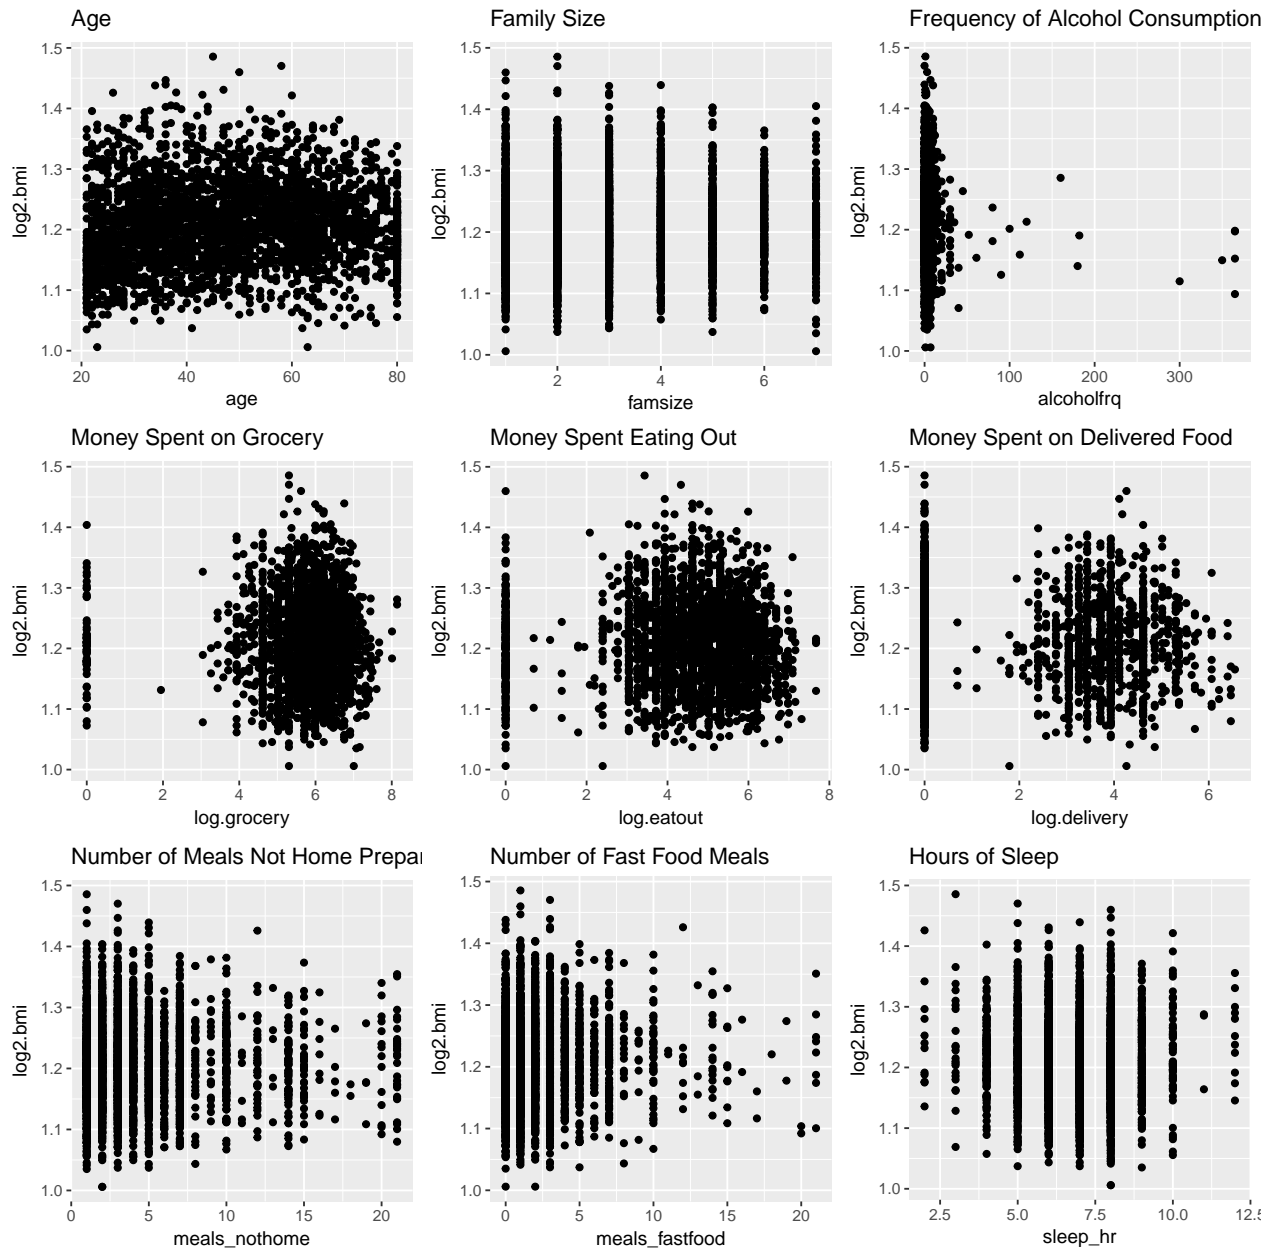 Age
Family Size
Frequency of Alcohol Consumption
1.5
1.4
1.3
1.2
1.1
1.0
log2.bmi
20 40 60 80
age
1.5
1.4
1.3
1.2
1.1
1.0
log2.bmi
2 4 6
famsize
1.5
1.4
1.3
1.2
1.1
1.0
log2.bmi
0 100 200 300
alcoholfrq
Money Spent on Grocery
Money Spent Eating Out
Money Spent on Delivered Food
1.5
1.4
1.3
1.2
1.1
1.0
log2.bmi
0 2 4 6 8
log.grocery
1.5
1.4
1.3
1.2
1.1
1.0
log2.bmi
0 2 4 6 8
log.eatout
1.5
1.4
1.3
1.2
1.1
1.0
log2.bmi
0 2 4 6
log.delivery
Number of Meals Not Home Prepar
Number of Fast Food Meals
Hours of Sleep
1.5
1.4
1.3
1.2
1.1
1.0
log2.bmi
0 5 10 15 20
meals_nothome
1.5
1.4
1.3
1.2
1.1
1.0
log2.bmi
0 5 10 15 20
meals_fastfood
1.5
1.4
1.3
1.2
1.1
1.0
log2.bmi
2.5 5.0 7.5 10.0 12.5
sleep_hr